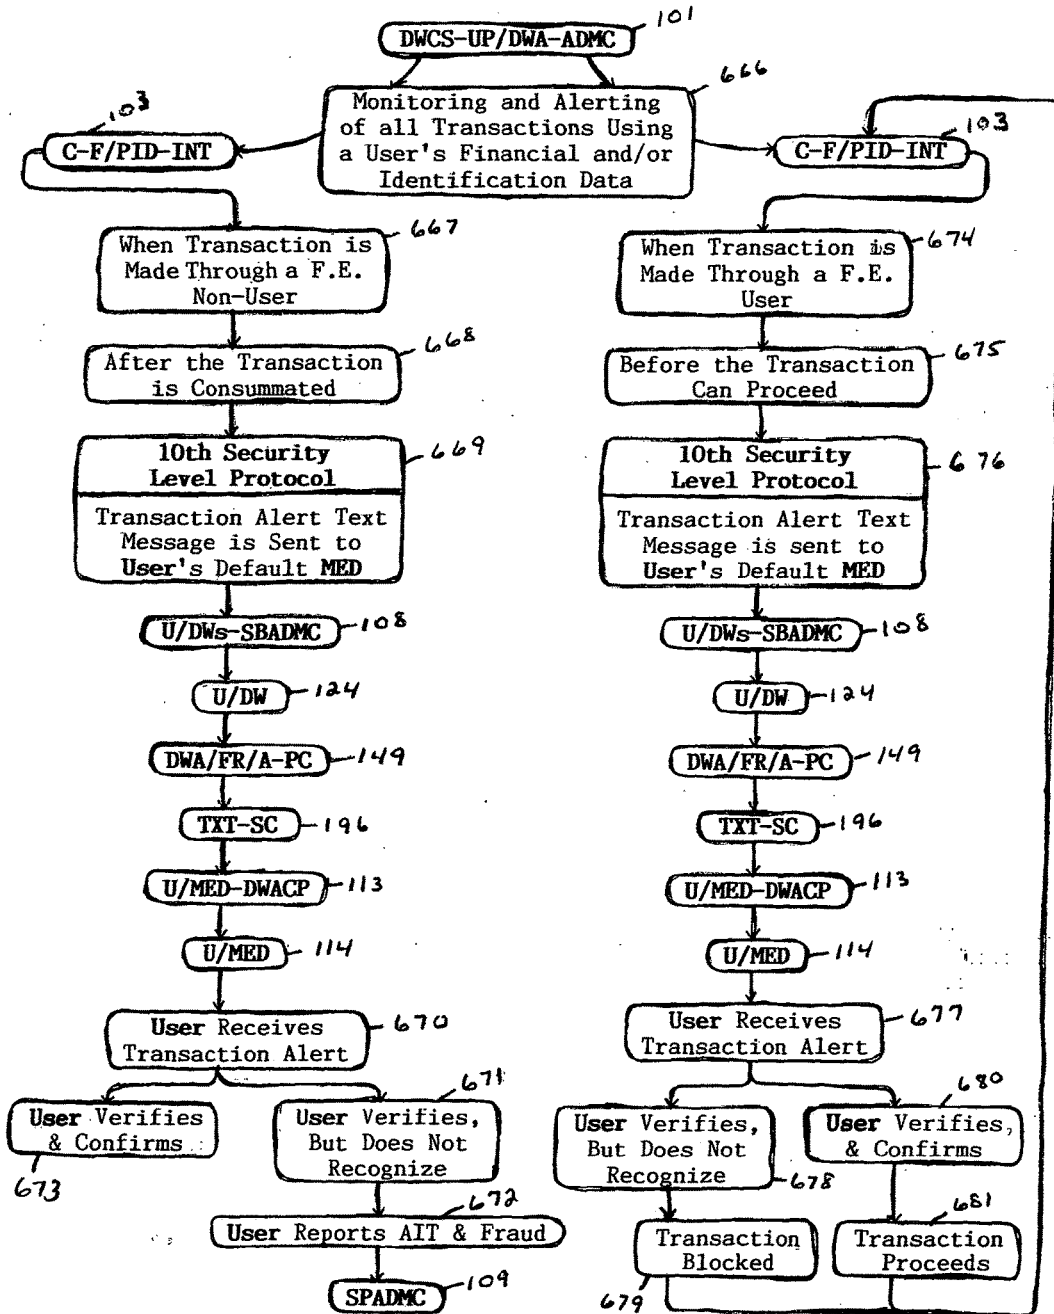 DWCS-UP/DWA-ADMC
101
Monitoring and Alerting
of all Transactions Using
a User's Financial and/or
Identification Data
666
103
C-F/PID-INT
103
C-F/PID-INT
When Transaction is
Made Through a F.E.
Non-User
667
After the Transaction
is Consummated
668
10th Security
Level Protocol
Transaction Alert Text
Message is Sent to
User's Default MED
669
U/DWs-SBADMC
108
U/DW
124
DWA/FR/A-PC
149
TXT-SC
196
U/MED-DWACP
113
U/MED
114
User Receives
Transaction Alert
670
User Verifies
& Confirms
673
671
User Verifies,
But Does Not
Recognize
672
User Reports AIT & Fraud
SPADMC
109
When Transaction is
Made Through a F.E.
User
674
Before the Transaction
Can Proceed
675
10th Security
Level Protocol
Transaction Alert Text
Message is sent to
User's Default MED
676
U/DWs-SBADMC
108
U/DW
124
DWA/FR/A-PC
149
TXT-SC
196
U/MED-DWACP
113
U/MED
114
User Receives
Transaction Alert
677
User Verifies,
But Does Not
Recognize
678
Transaction
Blocked
679
680
User Verifies,
& Confirms
681
Transaction
Proceeds